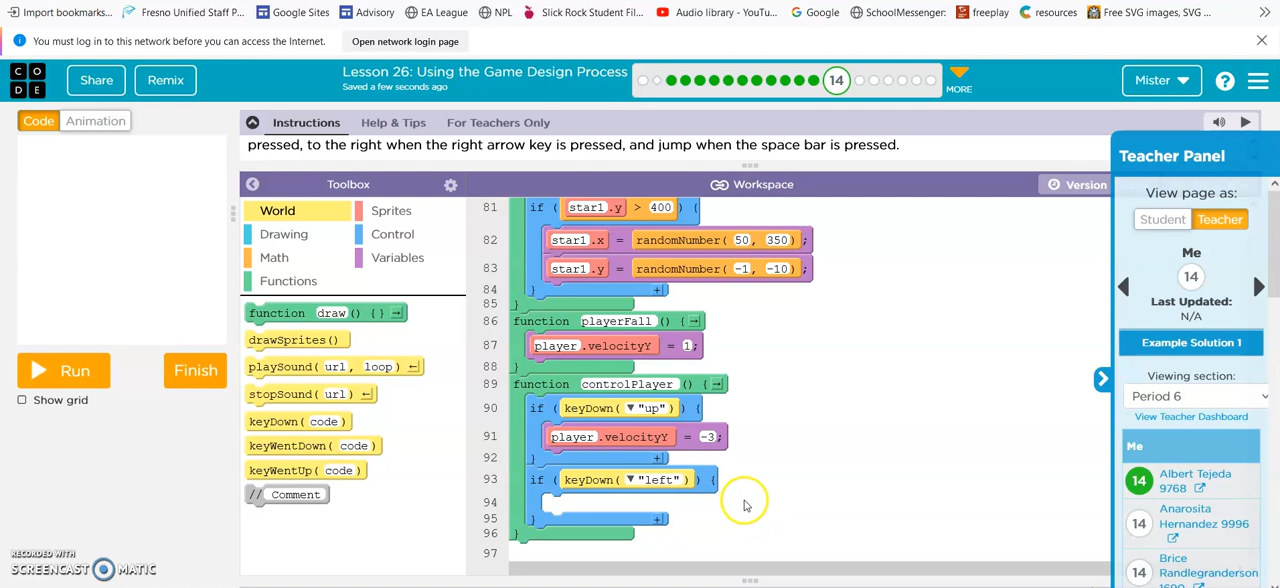 Import bookmarks... Fresno Unified Staff P... Google Sites Advisory EA League NPL Slick Rock Student Fil... Audio library - YouTu... Google SchoolMessenger: freeplay resources Free SVG images, SVG ...
You must log in to this network before you can access the Internet. Open network login page
CODE
Share
Remix
Lesson 26: Using the Game Design Process
Saved a few seconds ago
14
MORE
Mister
?
Code Animation
Run
Finish
Show grid
RECORDED WITH
SCREENCAST MATIC
Instructions Help & Tips For Teachers Only
pressed, to the right when the right arrow key is pressed, and jump when the space bar is pressed.
Toolbox
Workspace
Version
World Sprites
Drawing Control
Math Variables
Functions
function draw () { }
drawSprites()
playSound( url, loop)
stopSound( url)
keyDown( code)
keyWentDown( code)
keyWentUp( code)
// Comment
81 if ( star1.y > 400 ) {
82 star1.x = randomNumber( 50, 350) ;
83 star1.y = randomNumber( -1, -10) ;
84 }
85 }
86 function playerFall () {
87 player.velocityY = 1;
88 }
89 function controlPlayer () {
90 if ( keyDown( "up") ) {
91 player.velocityY = -3;
92 }
93 if ( keyDown( "left") ) {
94
95 }
96 }
97
Teacher Panel
View page as:
Student Teacher
Me
14
Last Updated:
N/A
Example Solution 1
Viewing section:
Period 6
View Teacher Dashboard
Me
14 Albert Tejeda
9768
14 Anarosita
Hernandez 9996
14 Brice
Randlegranderson